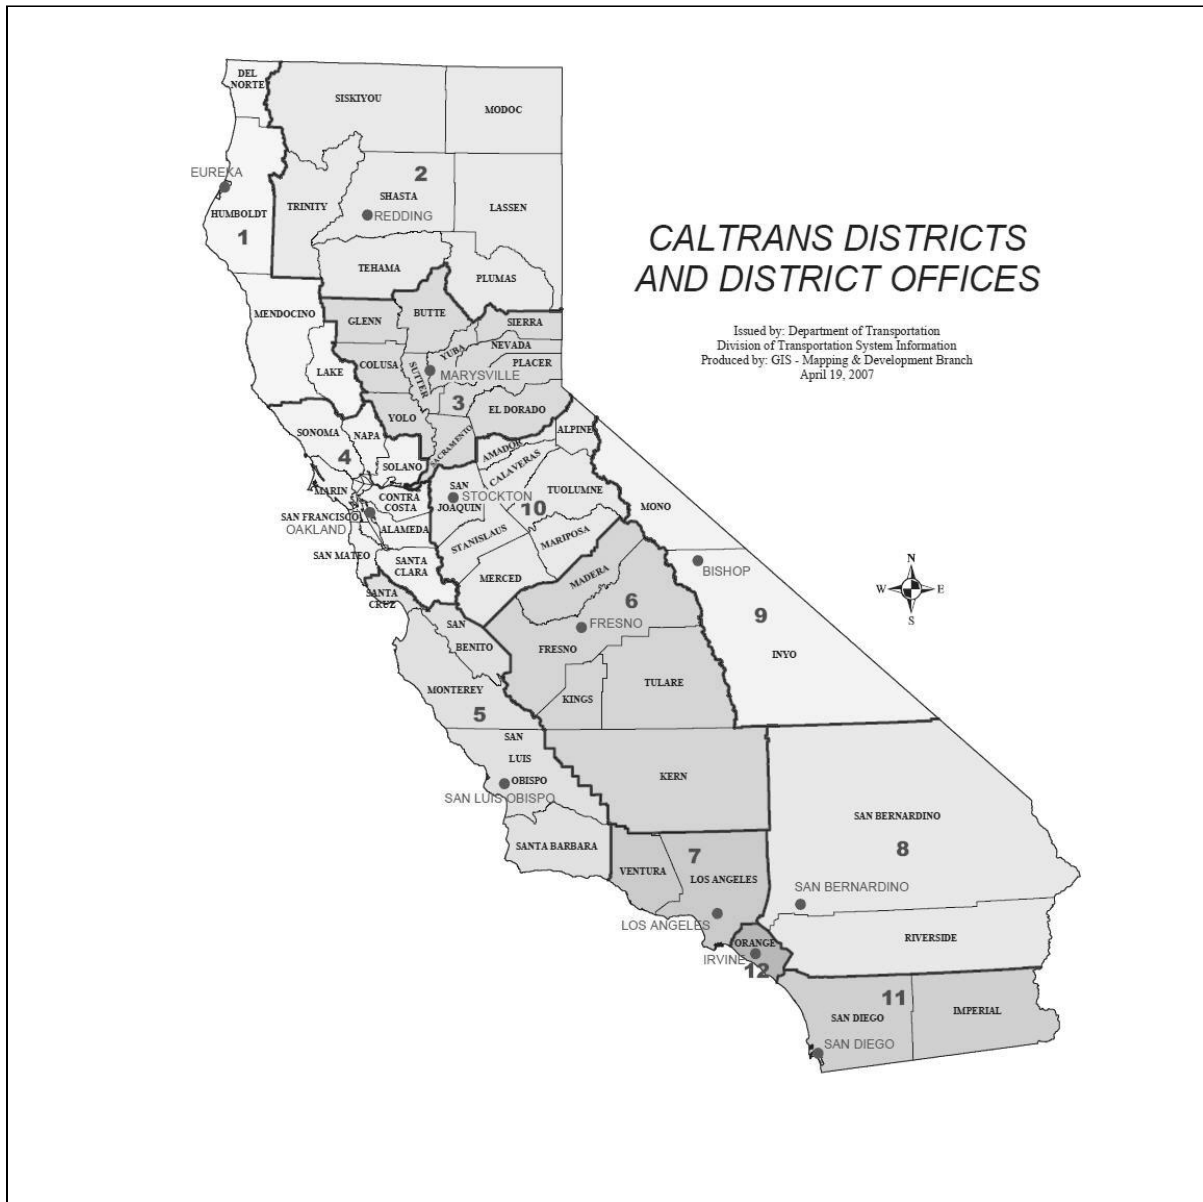 CALTRANS DISTRICTS
AND DISTRICT OFFICES
Issued by: Department of Transportation
Division of Transportation System Information
Produced by: GIS - Mapping & Development Branch
April 19, 2007
DEL
NORTE
SISKIYOU
MODOC
EUREKA
HUMBOLDT
1
TRINITY
2
SHASTA
REDDING
LASSEN
TEHAMA
PLUMAS
MENDOCINO
GLENN
BUTTE
SIERRA
NEVADA
YUBA
PLACER
LAKE
COLUSA
SUTTER
MARYSVILLE
3
EL DORADO
YOLO
SACRAMENTO
SONOMA
NAPA
4
SOLANO
MARIN
CONTRA
COSTA
SAN FRANCISCO
OAKLAND
ALAMEDA
SAN MATEO
SANTA
CLARA
SANTA
CRUZ
AMADOR
ALPINE
CALAVERAS
SAN
JOAQUIN
STOCKTON
TUOLUMNE
10
STANISLAUS
MARIPOSA
MERCED
MONO
BISHOP
9
INYO
MADERA
6
FRESNO
FRESNO
KINGS
TULARE
KERN
SAN
BENITO
MONTEREY
5
SAN
LUIS
OBISPO
SAN LUIS OBISPO
SANTA BARBARA
VENTURA
7
LOS ANGELES
LOS ANGELES
SAN BERNARDINO
8
SAN BERNARDINO
RIVERSIDE
ORANGE
IRVINE
12
11
SAN DIEGO
IMPERIAL
SAN DIEGO
N
W E
S